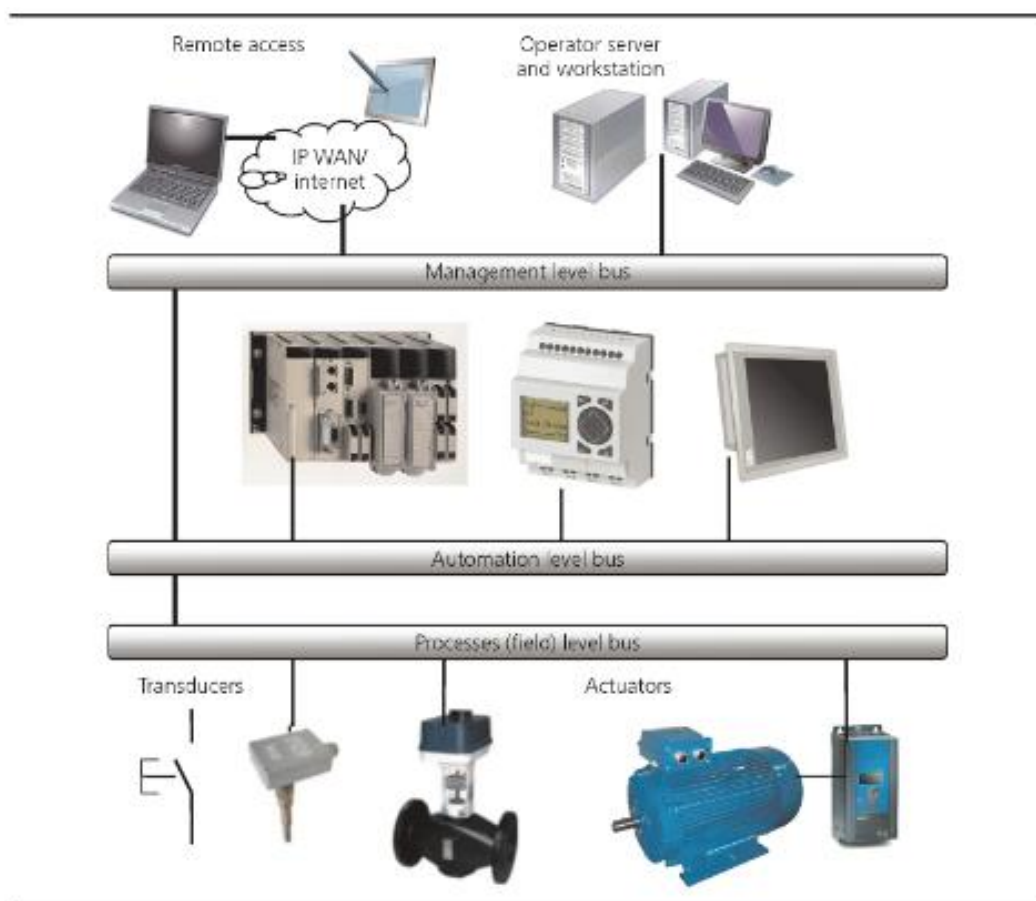 Remote access
Operator server
and workstation
IP WAN/
internet
Management level bus
Automation level bus
Processes (field) level bus
Transducers
Actuators